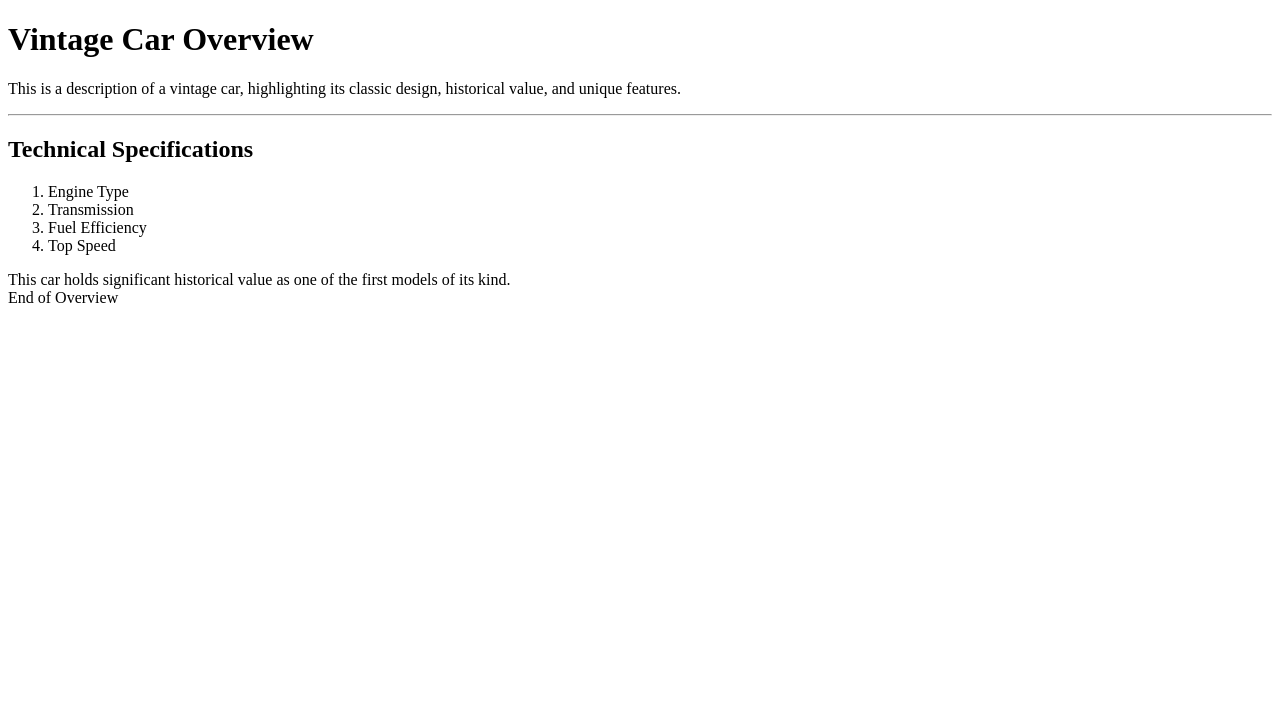 Vintage Car Overview
This is a description of a vintage car, highlighting its classic design, historical value, and unique features.
Technical Specifications
1. Engine Type
2. Transmission
3. Fuel Efficiency
4. Top Speed
This car holds significant historical value as one of the first models of its kind.
End of Overview